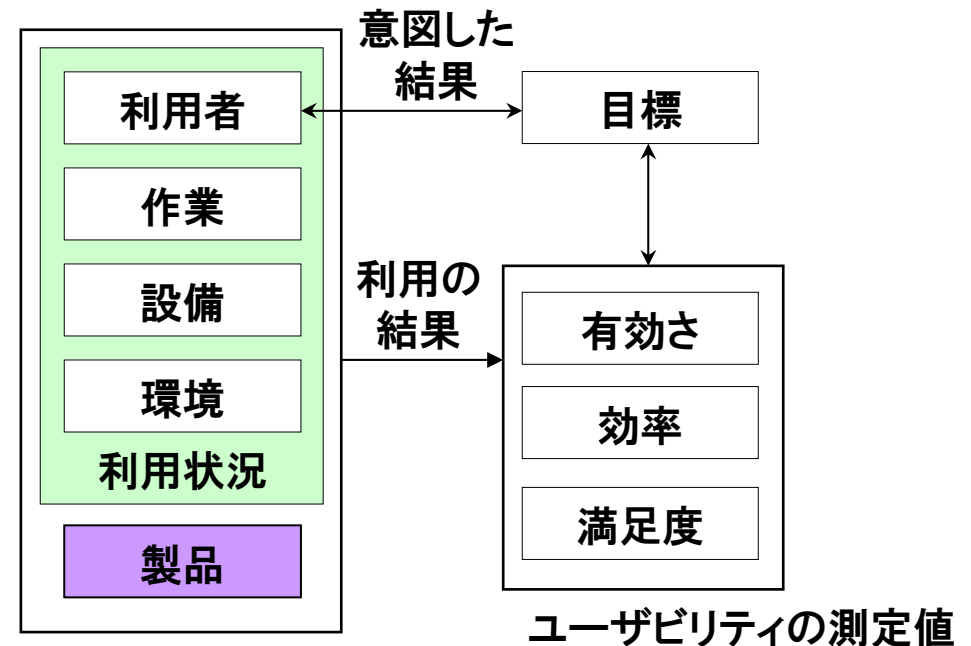 意図した
結果
利用者
目標
作業
設備
利用の
結果
有効さ
環境
効率
利用状況
満足度
製品
ユーザビリティの測定値